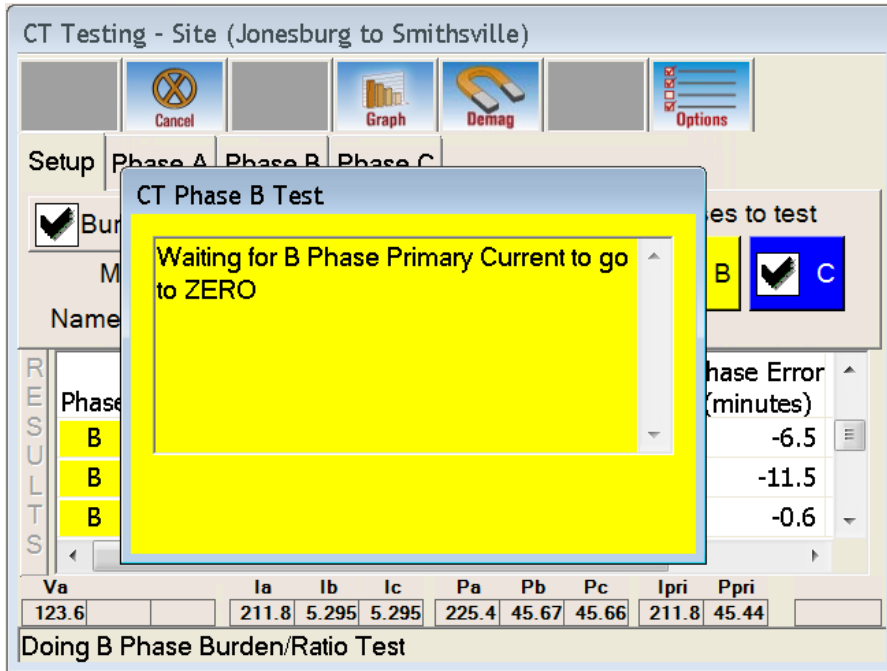 CT Testing - Site (Jonesburg to Smithsville)
Cancel Graph Demag Options
Setup Phase A Phase B Phase C
CT Phase B Test
Waiting for B Phase Primary Current to go
to ZERO
to test
B C
Name
RESULTS
Phase Error
Phase (minutes)
B -6.5
B -11.5
B -0.6
Va Ia Ib Ic Pa Pb Pc Ipri Ppri
123.6 211.8 5.295 5.295 225.4 45.67 45.66 211.8 45.44
Doing B Phase Burden/Ratio Test